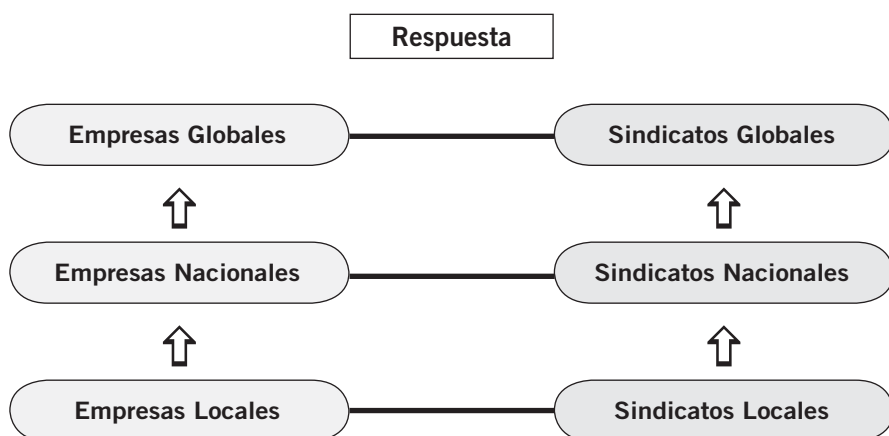 Respuesta
Empresas Globales
Sindicatos Globales
Empresas Nacionales
Sindicatos Nacionales
Empresas Locales
Sindicatos Locales